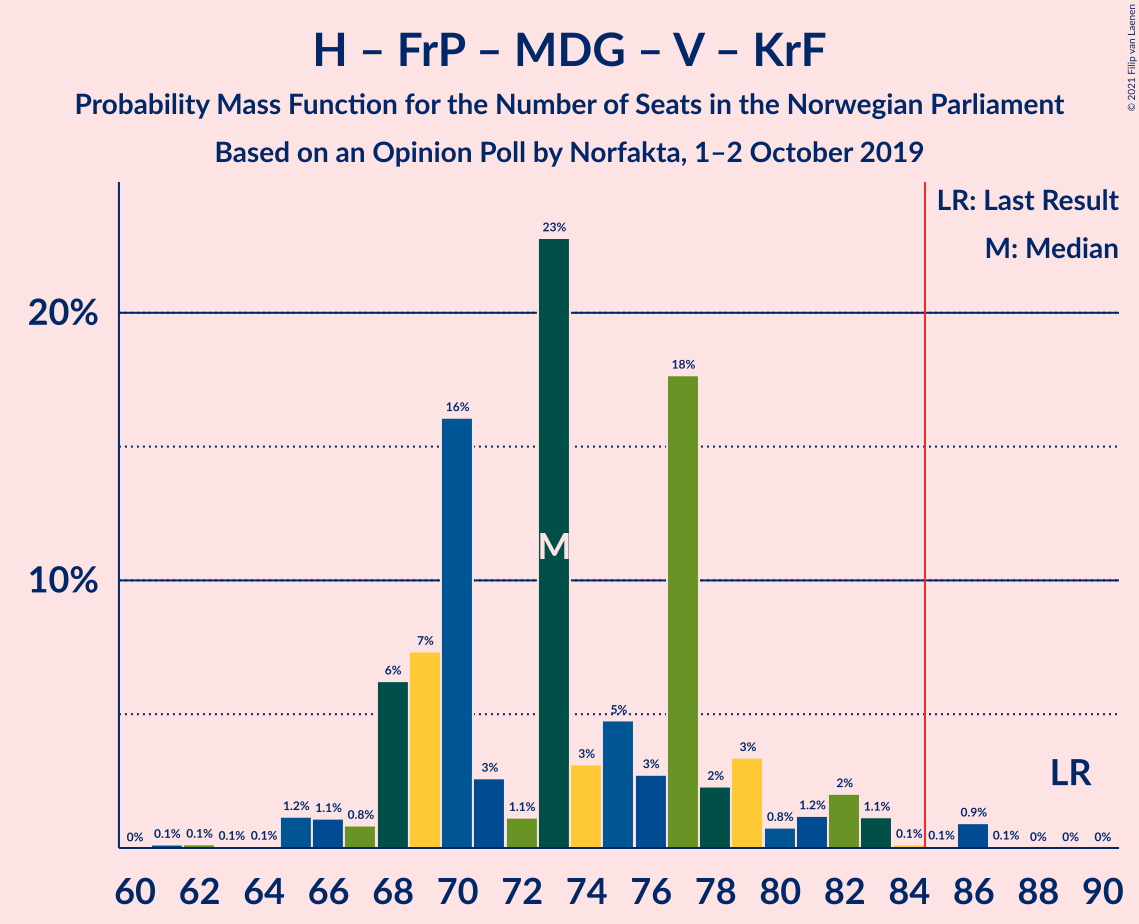 H – FrP – MDG – V – KrF
Probability Mass Function for the Number of Seats in the Norwegian Parliament
Based on an Opinion Poll by Norfakta, 1–2 October 2019
© 2021 Filip van Laenen
LR: Last Result
M: Median
20%
10%
0% 0.1% 0.1% 0.1% 0.1% 1.2% 1.1% 0.8% 6% 7% 16% 3% 1.1% 23% 3% 5% 3% 18% 2% 3% 0.8% 1.2% 2% 1.1% 0.1% 0.1% 0.9% 0.1% 0% 0% 0%
M
LR
60 62 64 66 68 70 72 74 76 78 80 82 84 86 88 90